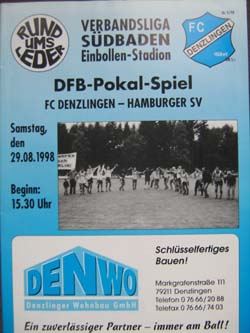 RUND
UMS
LEDER
VERBANDSLIGA
SÜDBADEN
Einbollen-Stadion
F.C
DENZLINGEN
DFB-Pokal-Spiel
FC DENZLINGEN – HAMBURGER SV
Samstag,
den
29.08.1998
Beginn:
15.30 Uhr
DENWO
Denzlinger Wohnbau GmbH
Schlüsselfertiges
Bauen!
Markgrafenstraße 111
79211 Denzlingen
Telefon 0 76 66/20 88
Telefax 0 76 66/74 03
Ein zuverlässiger Partner – immer am Ball!